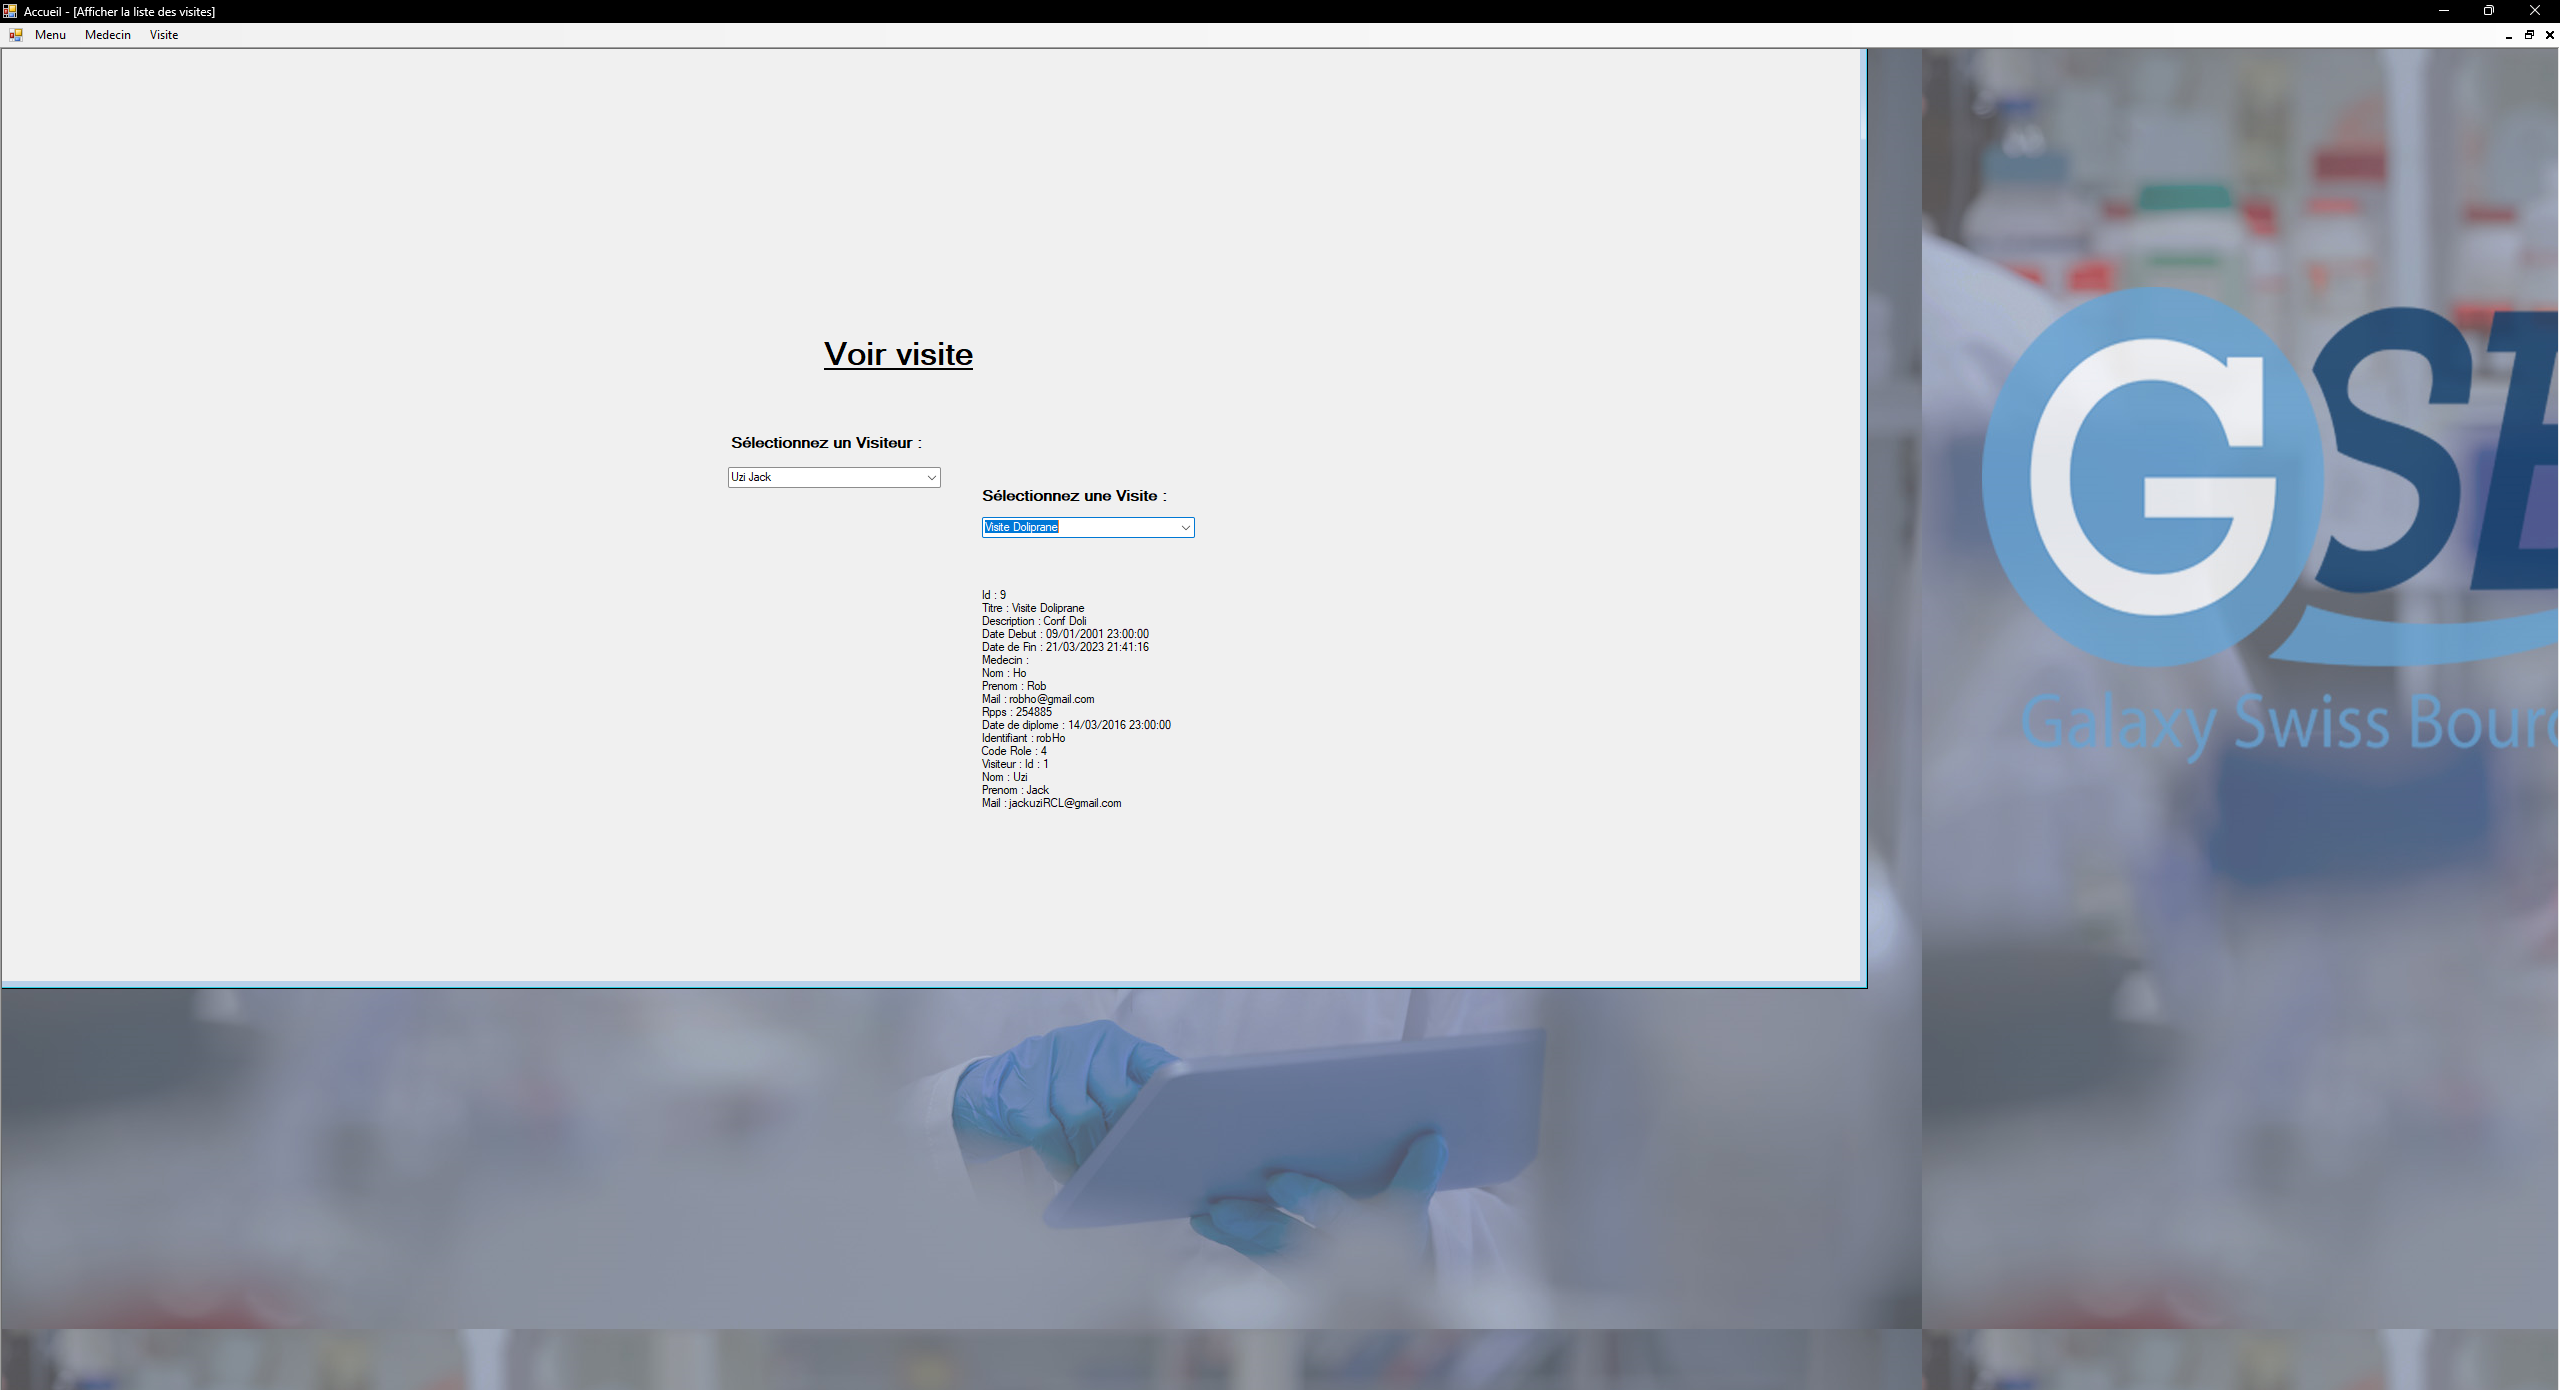 Accueil - [Afficher la liste des visites]
Menu Medecin Visite
Voir visite
Sélectionnez un Visiteur :
Uzi Jack
Sélectionnez une Visite :
Visite Doliprane
Id : 9
Titre : Visite Doliprane
Description : Conf Doli
Date Debut : 09/01/2001 23:00:00
Date de Fin : 21/03/2023 21:41:16
Medecin :
Nom : Ho
Prenom : Rob
Mail : robho@gmail.com
Rpps : 254885
Date de diplome : 14/03/2016 23:00:00
Identifiant : robHo
Code Role : 4
Visiteur : Id : 1
Nom : Uzi
Prenom : Jack
Mail : jackuziRCL@gmail.com
GS
Galaxy Swiss